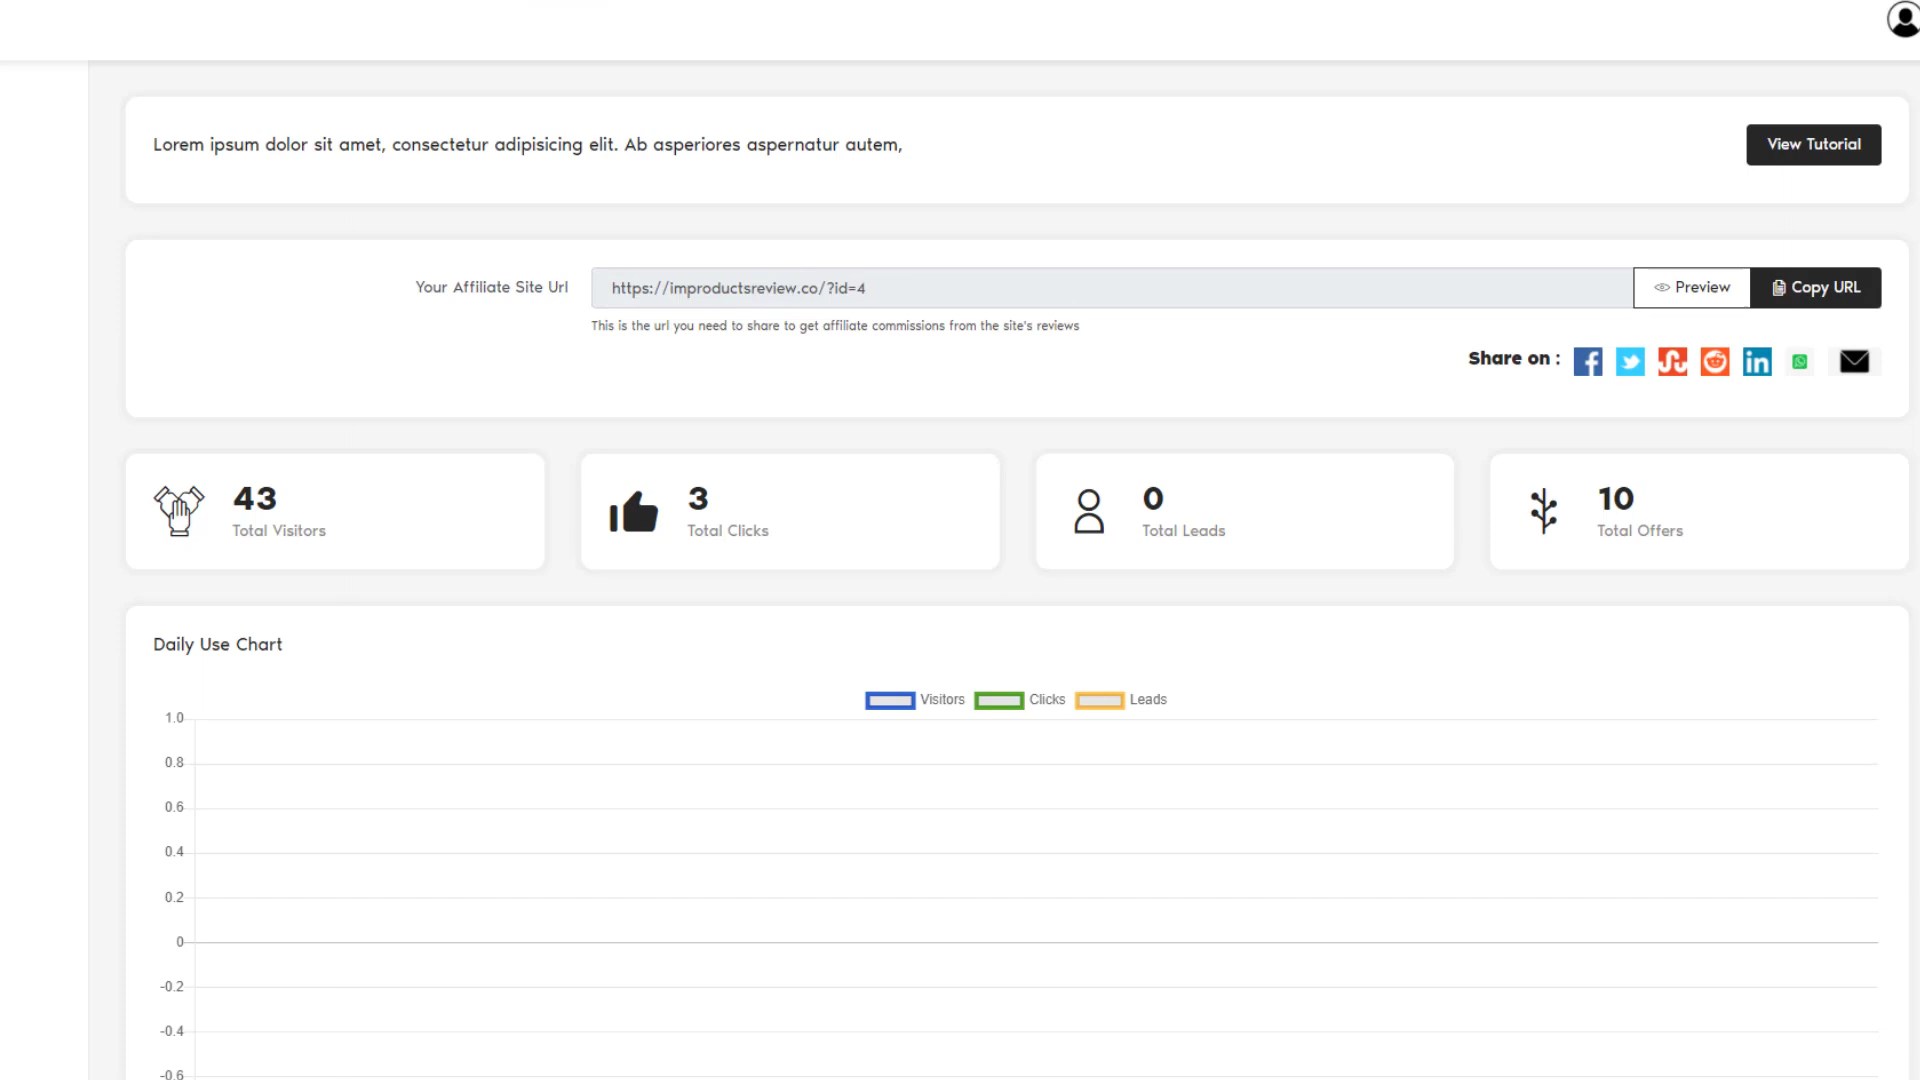 Lorem ipsum dolor sit amet, consectetur adipisicing elit. Ab asperiores aspernatur autem,
View Tutorial
Your Affiliate Site Url
https://improductsreview.co/?id=4
Preview
Copy URL
This is the url you need to share to get affiliate commissions from the site's reviews
Share on :
43
Total Visitors
3
Total Clicks
0
Total Leads
10
Total Offers
Daily Use Chart
Visitors
Clicks
Leads
1.0
0.8
0.6
0.4
0.2
0
-0.2
-0.4
-0.6